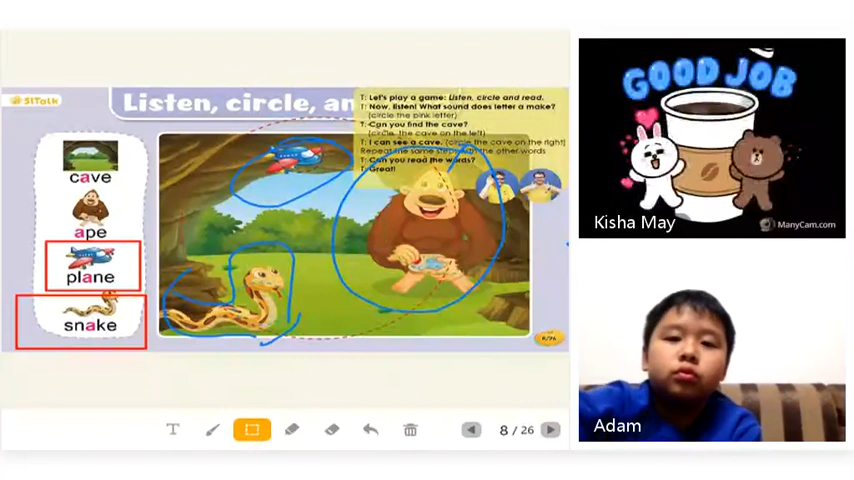 51Talk
Listen, circle, an
T: Let's play a game: Listen, circle and read.
T: Now, listen! What sound does letter a make?
(circle the pink letter)
T: Can you find the cave?
(circle the cave on the left)
T: I can see a cave. (circle the cave on the right)
Repeat the same steps with the other words
T: Can you read the words?
T: Great!
cave
ape
plane
snake
8/26
T
8 / 26
GOOD JOB
Kisha May
ManyCam.com
Adam